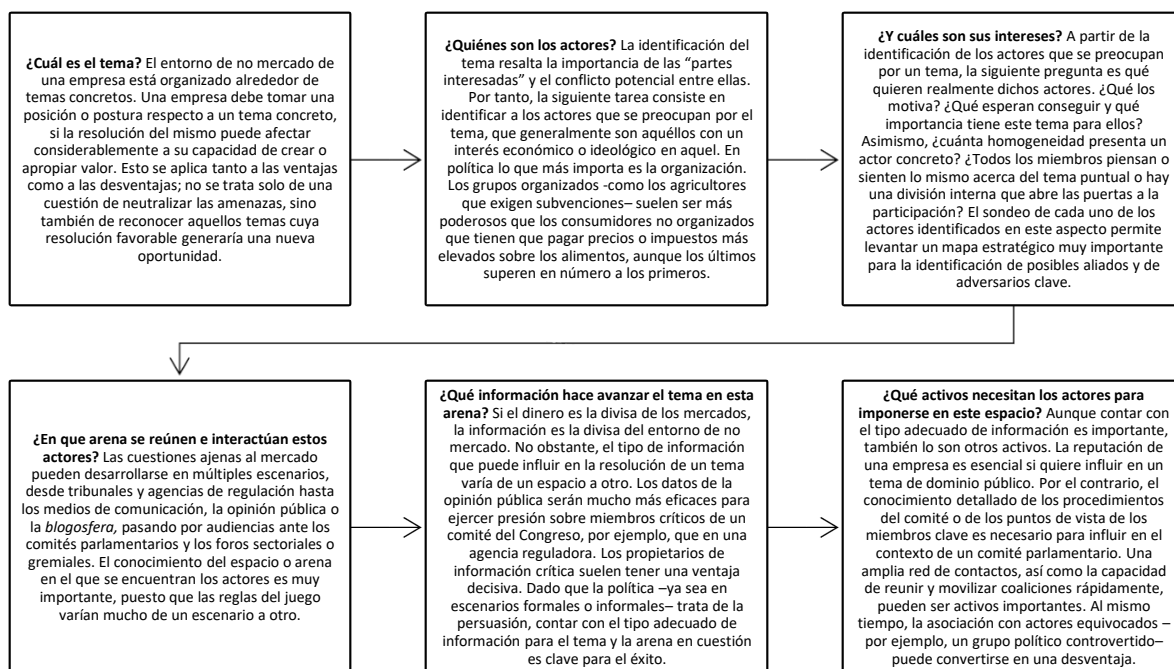 ¿Cuál es el tema? El entorno de no mercado de
una empresa está organizado alrededor de
temas concretos. Una empresa debe tomar una
posición o postura respecto a un tema concreto,
si la resolución del mismo puede afectar
considerablemente a su capacidad de crear o
apropiar valor. Esto se aplica tanto a las ventajas
como a las desventajas; no se trata solo de una
cuestión de neutralizar las amenazas, sino
también de reconocer aquellos temas cuya
resolución favorable generaría una nueva
oportunidad.
¿Quiénes son los actores? La identificación del
tema resalta la importancia de las “partes
interesadas” y el conflicto potencial entre ellas.
Por tanto, la siguiente tarea consiste en
identificar a los actores que se preocupan por el
tema, que generalmente son aquéllos con un
interés económico o ideológico en aquel. En
política lo que más importa es la organización.
Los grupos organizados -como los agricultores
que exigen subvenciones– suelen ser más
poderosos que los consumidores no organizados
que tienen que pagar precios o impuestos más
elevados sobre los alimentos, aunque los últimos
superen en número a los primeros.
¿Y cuáles son sus intereses? A partir de la
identificación de los actores que se preocupan
por un tema, la siguiente pregunta es qué
quieren realmente dichos actores. ¿Qué los
motiva? ¿Qué esperan conseguir y qué
importancia tiene este tema para ellos?
Asimismo, ¿cuánta homogeneidad presenta un
actor concreto? ¿Todos los miembros piensan o
sienten lo mismo acerca del tema puntual o hay
una división interna que abre las puertas a la
participación? El sondeo de cada uno de los
actores identificados en este aspecto permite
levantar un mapa estratégico muy importante
para la identificación de posibles aliados y de
adversarios clave.
¿En que arena se reúnen e interactúan estos
actores? Las cuestiones ajenas al mercado
pueden desarrollarse en múltiples escenarios,
desde tribunales y agencias de regulación hasta
los medios de comunicación, la opinión pública o
la blogosfera, pasando por audiencias ante los
comités parlamentarios y los foros sectoriales o
gremiales. El conocimiento del espacio o arena
en el que se encuentran los actores es muy
importante, puesto que las reglas del juego
varían mucho de un escenario a otro.
¿Qué información hace avanzar el tema en esta
arena? Si el dinero es la divisa de los mercados,
la información es la divisa del entorno de no
mercado. No obstante, el tipo de información
que puede influir en la resolución de un tema
varía de un espacio a otro. Los datos de la
opinión pública serán mucho más eficaces para
ejercer presión sobre miembros críticos de un
comité del Congreso, por ejemplo, que en una
agencia reguladora. Los propietarios de
información crítica suelen tener una ventaja
decisiva. Dado que la política –ya sea en
escenarios formales o informales– trata de la
persuasión, contar con el tipo adecuado de
información para el tema y la arena en cuestión
es clave para el éxito.
¿Qué activos necesitan los actores para
imponerse en este espacio? Aunque contar con
el tipo adecuado de información es importante,
también lo son otros activos. La reputación de
una empresa es esencial si quiere influir en un
tema de dominio público. Por el contrario, el
conocimiento detallado de los procedimientos
del comité o de los puntos de vista de los
miembros clave es necesario para influir en el
contexto de un comité parlamentario. Una
amplia red de contactos, así como la capacidad
de reunir y movilizar coaliciones rápidamente,
pueden ser activos importantes. Al mismo
tiempo, la asociación con actores equivocados –
por ejemplo, un grupo político controvertido–
puede convertirse en una desventaja.